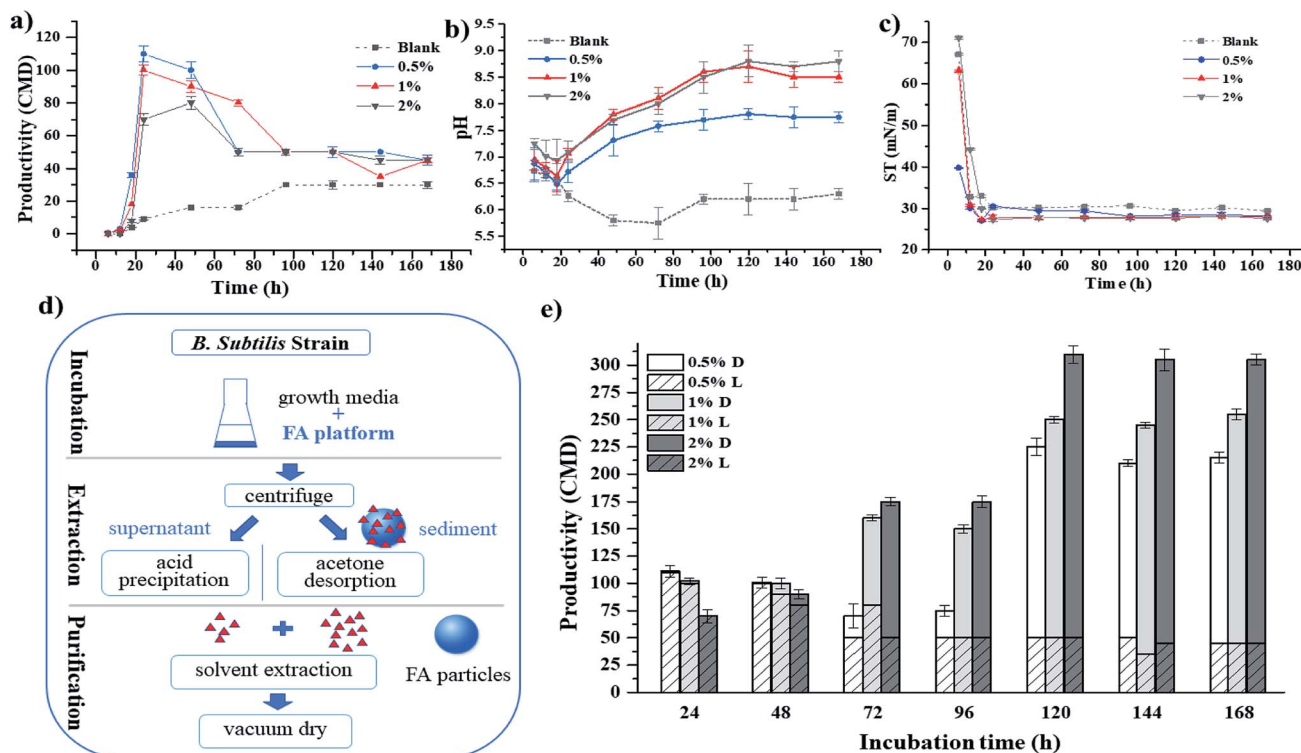 a)
Productivity (CMD)
120
100
80
60
40
20
0
0 20 40 60 80 100 120 140 160 180
Time (h)
Blank
0.5%
1%
2%
b)
pH
9.5
9.0
8.5
8.0
7.5
7.0
6.5
6.0
5.5
0 20 40 60 80 100 120 140 160 180
Time (h)
Blank
0.5%
1%
2%
c)
ST (mN/m)
70
60
50
40
30
20
0 20 40 60 80 100 120 140 160 180
Time (h)
Blank
0.5%
1%
2%
d)
B. Subtilis Strain
Incubation
growth media
+
FA platform
Extraction
centrifuge
supernatant
sediment
acid
precipitation
acetone
desorption
Purification
solvent extraction
FA particles
vacuum dry
e)
Productivity (CMD)
300
275
250
225
200
175
150
125
100
75
50
25
0
0.5% D
0.5% L
1% D
1% L
2% D
2% L
24 48 72 96 120 144 168
Incubation time (h)